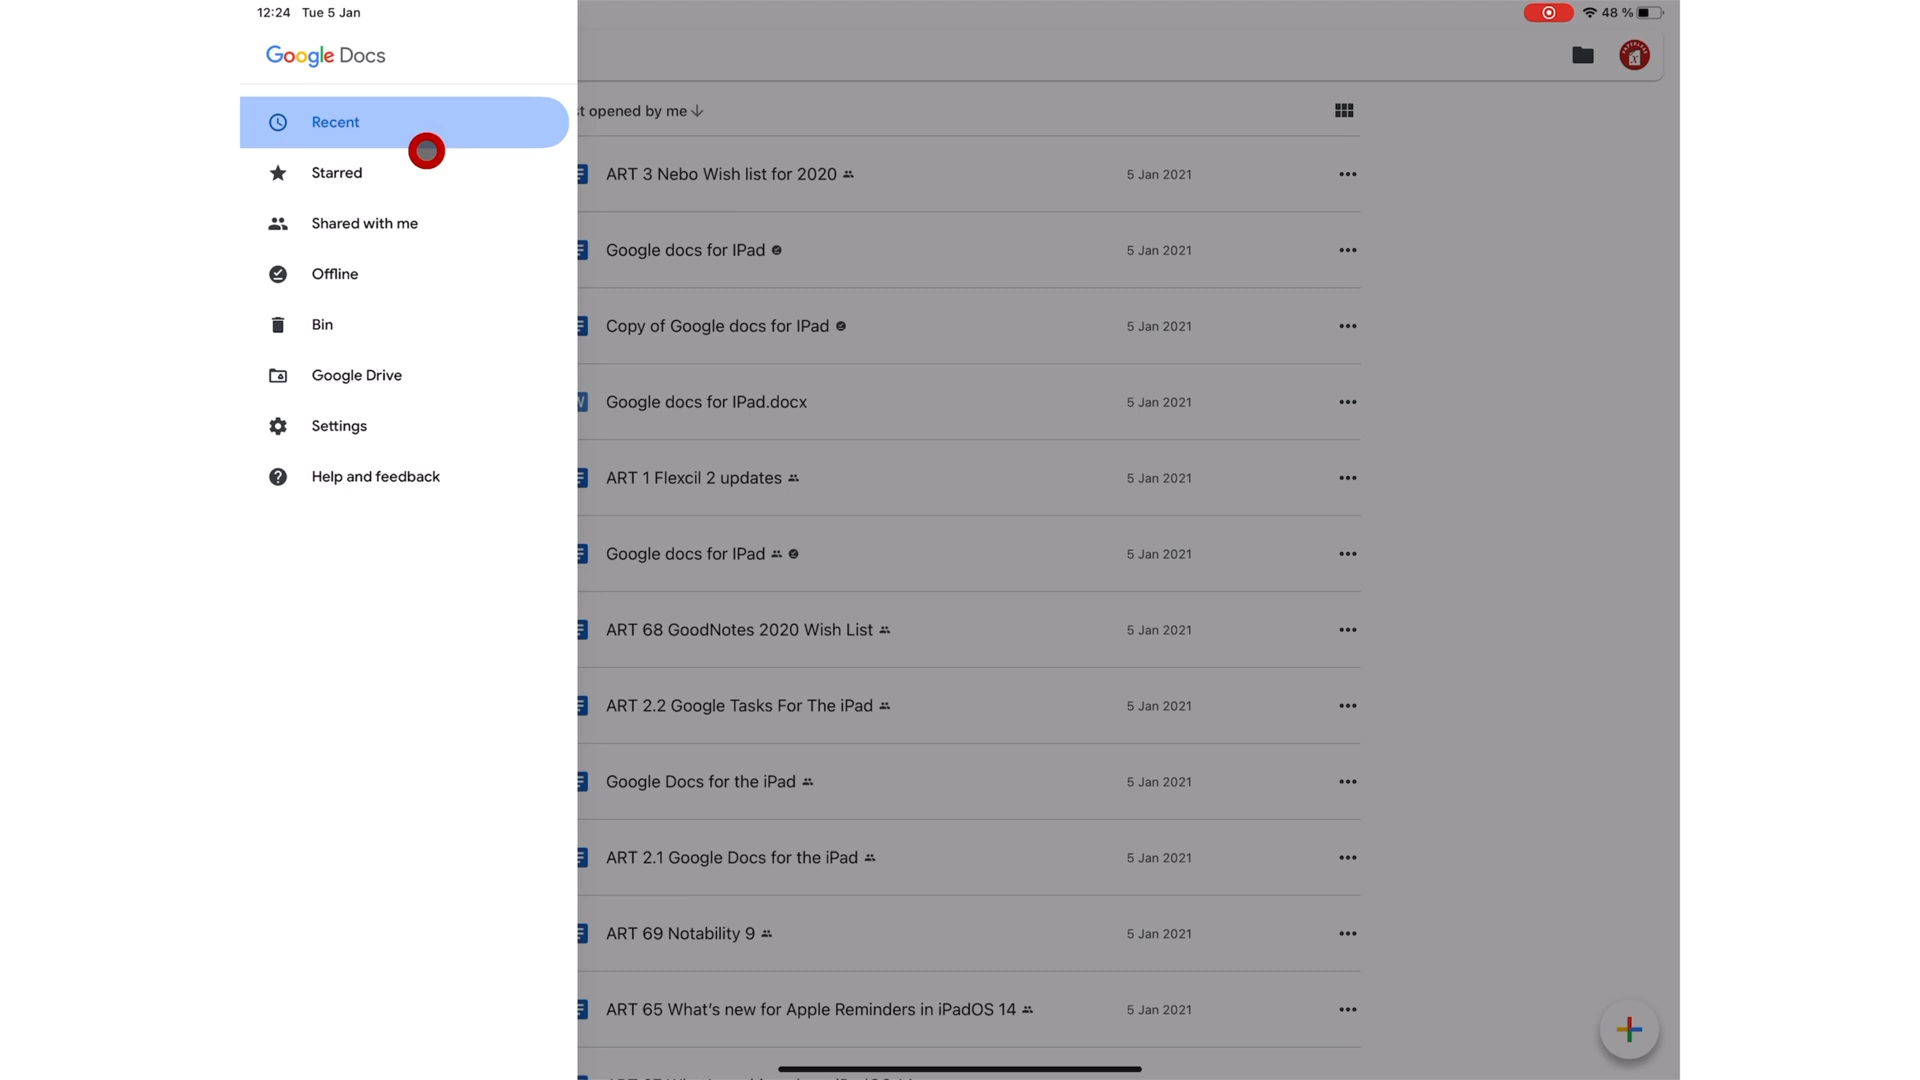 12:24 Tue 5 Jan
48 %
Google Docs
Recent
Starred
Shared with me
Offline
Bin
Google Drive
Settings
Help and feedback
t opened by me
ART 3 Nebo Wish list for 2020 5 Jan 2021
Google docs for IPad 5 Jan 2021
Copy of Google docs for IPad 5 Jan 2021
Google docs for IPad.docx 5 Jan 2021
ART 1 Flexcil 2 updates 5 Jan 2021
Google docs for IPad 5 Jan 2021
ART 68 GoodNotes 2020 Wish List 5 Jan 2021
ART 2.2 Google Tasks For The iPad 5 Jan 2021
Google Docs for the iPad 5 Jan 2021
ART 2.1 Google Docs for the iPad 5 Jan 2021
ART 69 Notability 9 5 Jan 2021
ART 65 What's new for Apple Reminders in iPadOS 14 5 Jan 2021